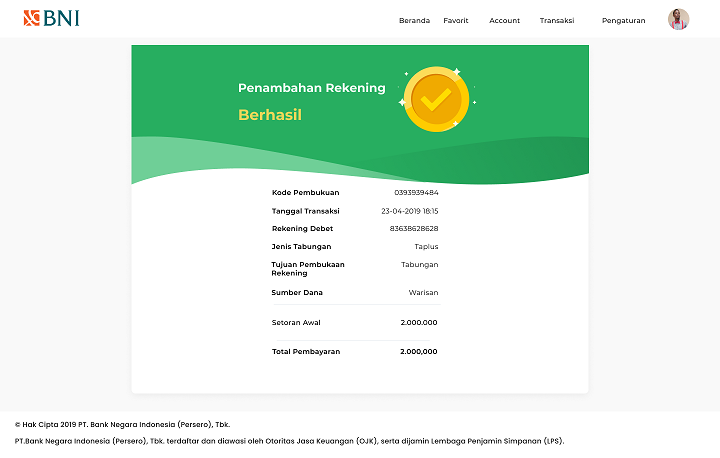 BNI
Beranda Favorit Account Transaksi Pengaturan
Penambahan Rekening
Berhasil
Kode Pembukuan 0393939484
Tanggal Transaksi 23-04-2019 18:15
Rekening Debet 83638628628
Jenis Tabungan Taplus
Tujuan Pembukaan Tabungan
Rekening
Sumber Dana Warisan
Setoran Awal 2.000.000
Total Pembayaran 2.000,000
© Hak Cipta 2019 PT. Bank Negara Indonesia (Persero), Tbk.
PT.Bank Negara Indonesia (Persero), Tbk. terdaftar dan diawasi oleh Otoritas Jasa Keuangan (OJK), serta dijamin Lembaga Penjamin Simpanan (LPS).